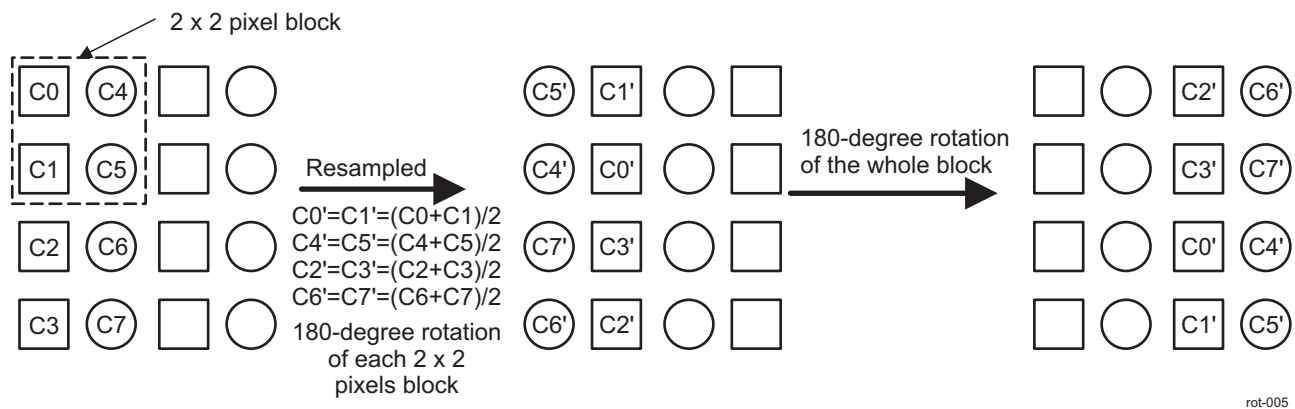 2 x 2 pixel block
C0 C4 C5' C1' C2' C6'
180-degree rotation
of the whole block
C1 C5 Resampled C4' C0' C3' C7'
C0'=C1'=(C0+C1)/2
C4'=C5'=(C4+C5)/2
C2'=C3'=(C2+C3)/2
C6'=C7'=(C6+C7)/2
C2 C6 C7' C3' C0' C4'
C3 C7 C6' C2' C1' C5'
180-degree rotation
of each 2 x 2
pixels block
rot-005